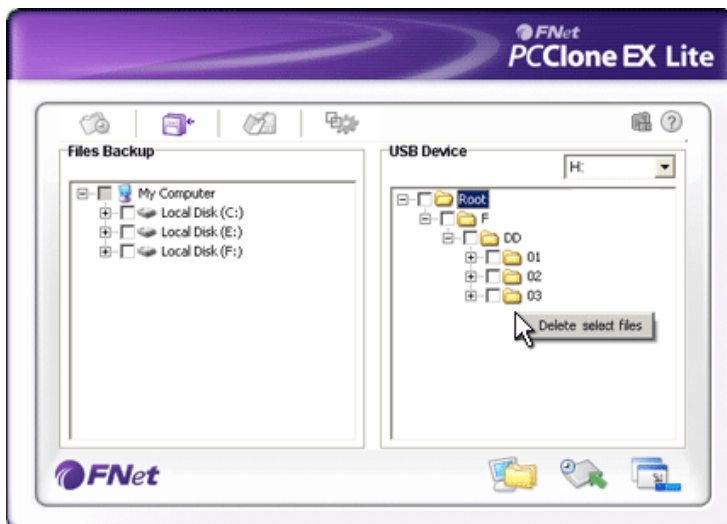 FNet
PCClone EX Lite
Files Backup
My Computer
Local Disk (C:)
Local Disk (E:)
Local Disk (F:)
USB Device
H:
Root
F
DD
01
02
03
Delete select files
FNet